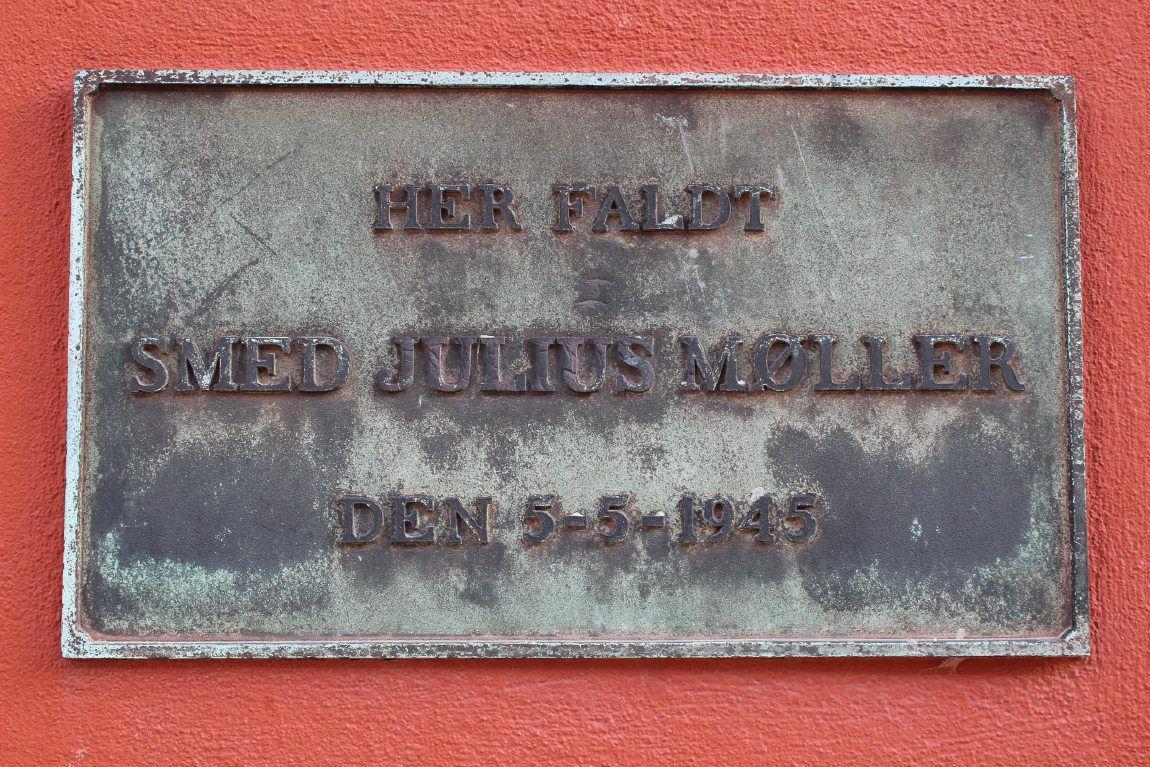 HER FALDT
SMED JULIUS MØLLER
DEN 5-5-1945